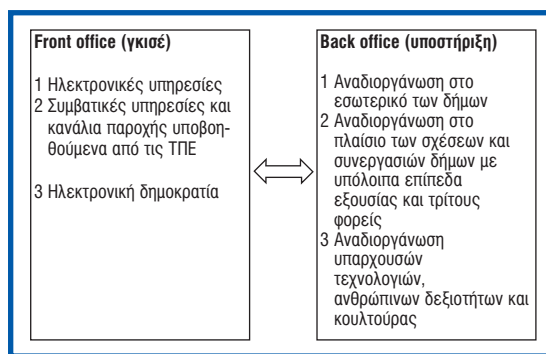 Front office (γκισέ)
1 Ηλεκτρονικές υπηρεσίες
2 Συμβατικές υπηρεσίες και
κανάλια παροχής υποβοη-
θούμενα από τις ΤΠΕ
3 Ηλεκτρονική δημοκρατία
Back office (υποστήριξη)
1 Αναδιοργάνωση στο
εσωτερικό των δήμων
2 Αναδιοργάνωση στο
πλαίσιο των σχέσεων και
συνεργασιών δήμων με
υπόλοιπα επίπεδα
εξουσίας και τρίτους
φορείς
3 Αναδιοργάνωση
υπαρχουσών
τεχνολογιών,
ανθρώπινων δεξιοτήτων και
κουλτούρας